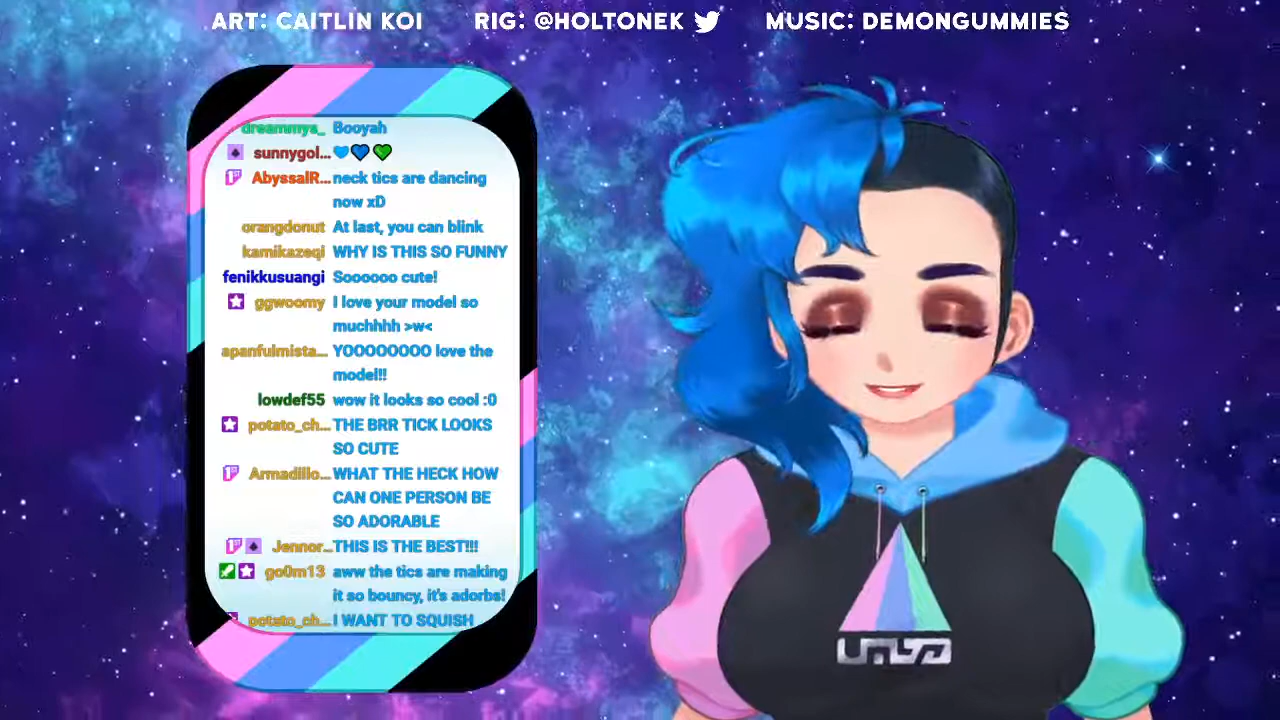 ART: CAITLIN KOI RIG: @HOLTONEK MUSIC: DEMONGUMMIES
dreammya_ Booyah
sunnygol...
AbyssalR... neck tics are dancing
now xD
orangdonut At last, you can blink
kamikazeqi WHY IS THIS SO FUNNY
fenikkusuangi Soooooo cute!
ggwoomy I love your model so
muchhhh >w<
apanfulmista... YOOOOOOOO love the
model!!
lowdef55 wow it looks so cool :0
potato_ch... THE BRR TICK LOOKS
SO CUTE
Armadillo... WHAT THE HECK HOW
CAN ONE PERSON BE
SO ADORABLE
Jennor... THIS IS THE BEST!!!
go0m13 aww the tics are making
it so bouncy, it's adorbs!
potato_ch... I WANT TO SQUISH